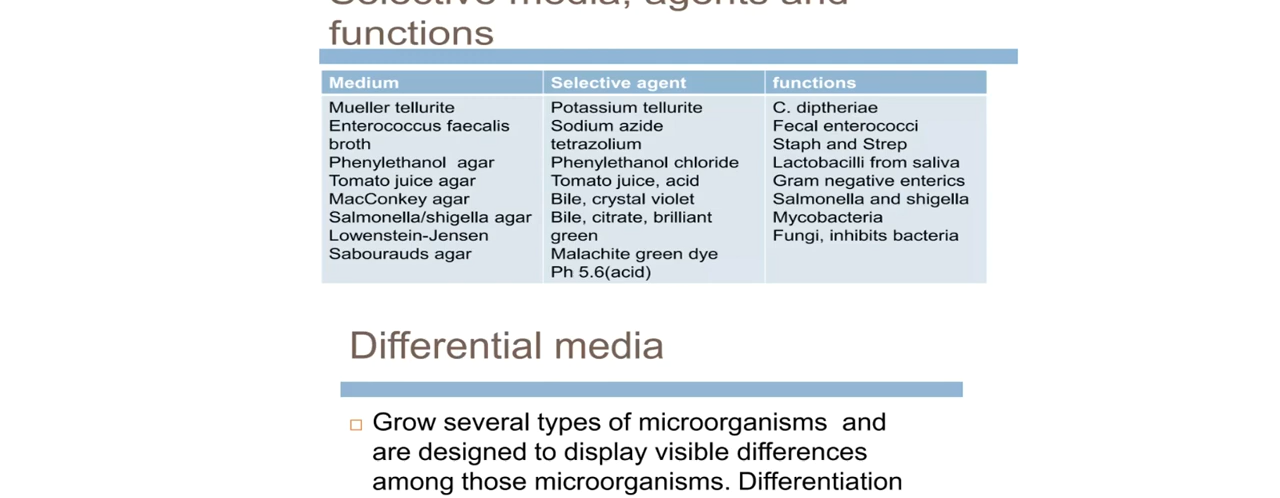 Selective media, agents and
functions
Medium Selective agent functions
Mueller tellurite Potassium tellurite C. diptheriae
Enterococcus faecalis Sodium azide Fecal enterococci
broth tetrazolium Staph and Strep
Phenylethanol agar Phenylethanol chloride Lactobacilli from saliva
Tomato juice agar Tomato juice, acid Gram negative enterics
MacConkey agar Bile, crystal violet Salmonella and shigella
Salmonella/shigella agar Bile, citrate, brilliant Mycobacteria
Lowenstein-Jensen green Fungi, inhibits bacteria
Sabourauds agar Malachite green dye
Ph 5.6(acid)
Differential media
Grow several types of microorganisms and
are designed to display visible differences
among those microorganisms. Differentiation